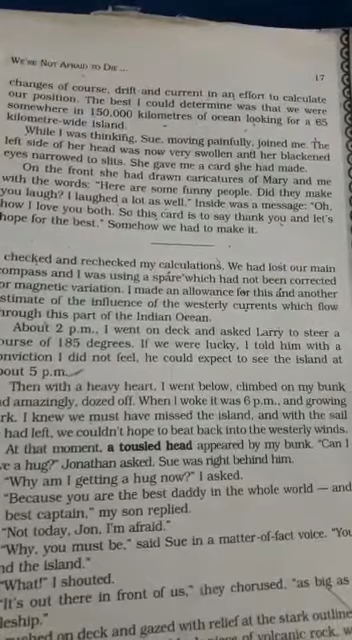 WE'RE NOT AFRAID TO DIE ...
17
changes of course, drift and current in an effort to calculate
our position. The best I could determine was that we were
somewhere in 150,000 kilometres of ocean looking for a 65
kilometre-wide island.
While I was thinking, Sue, moving painfully, joined me. The
left side of her head was now very swollen and her blackened
eyes narrowed to slits. She gave me a card she had made.
On the front she had drawn caricatures of Mary and me
with the words: "Here are some funny people. Did they make
you laugh? I laughed a lot as well." Inside was a message: "Oh,
how I love you both. So this card is to say thank you and let's
hope for the best." Somehow we had to make it.
checked and rechecked my calculations. We had lost our main
ompass and I was using a spare which had not been corrected
or magnetic variation. I made an allowance for this and another
stimate of the influence of the westerly currents which flow
hrough this part of the Indian Ocean.
About 2 p.m., I went on deck and asked Larry to steer a
ourse of 185 degrees. If we were lucky, I told him with a
onviction I did not feel, he could expect to see the island at
bout 5 p.m.
Then with a heavy heart, I went below, climbed on my bunk
d amazingly, dozed off. When I woke it was 6 p.m., and growing
rk. I knew we must have missed the island, and with the sail
had left, we couldn't hope to beat back into the westerly winds.
At that moment, a tousled head appeared by my bunk. "Can I
e a hug?" Jonathan asked. Sue was right behind him.
"Why am I getting a hug now?" I asked.
"Because you are the best daddy in the whole world — and
best captain," my son replied.
"Not today, Jon, I'm afraid."
"Why, you must be," said Sue in a matter-of-fact voice. "You
nd the island."
"What!" I shouted.
"It's out there in front of us," they chorused, "as big as
leship."
on deck and gazed with relief at the stark outline
of volcanic rock,